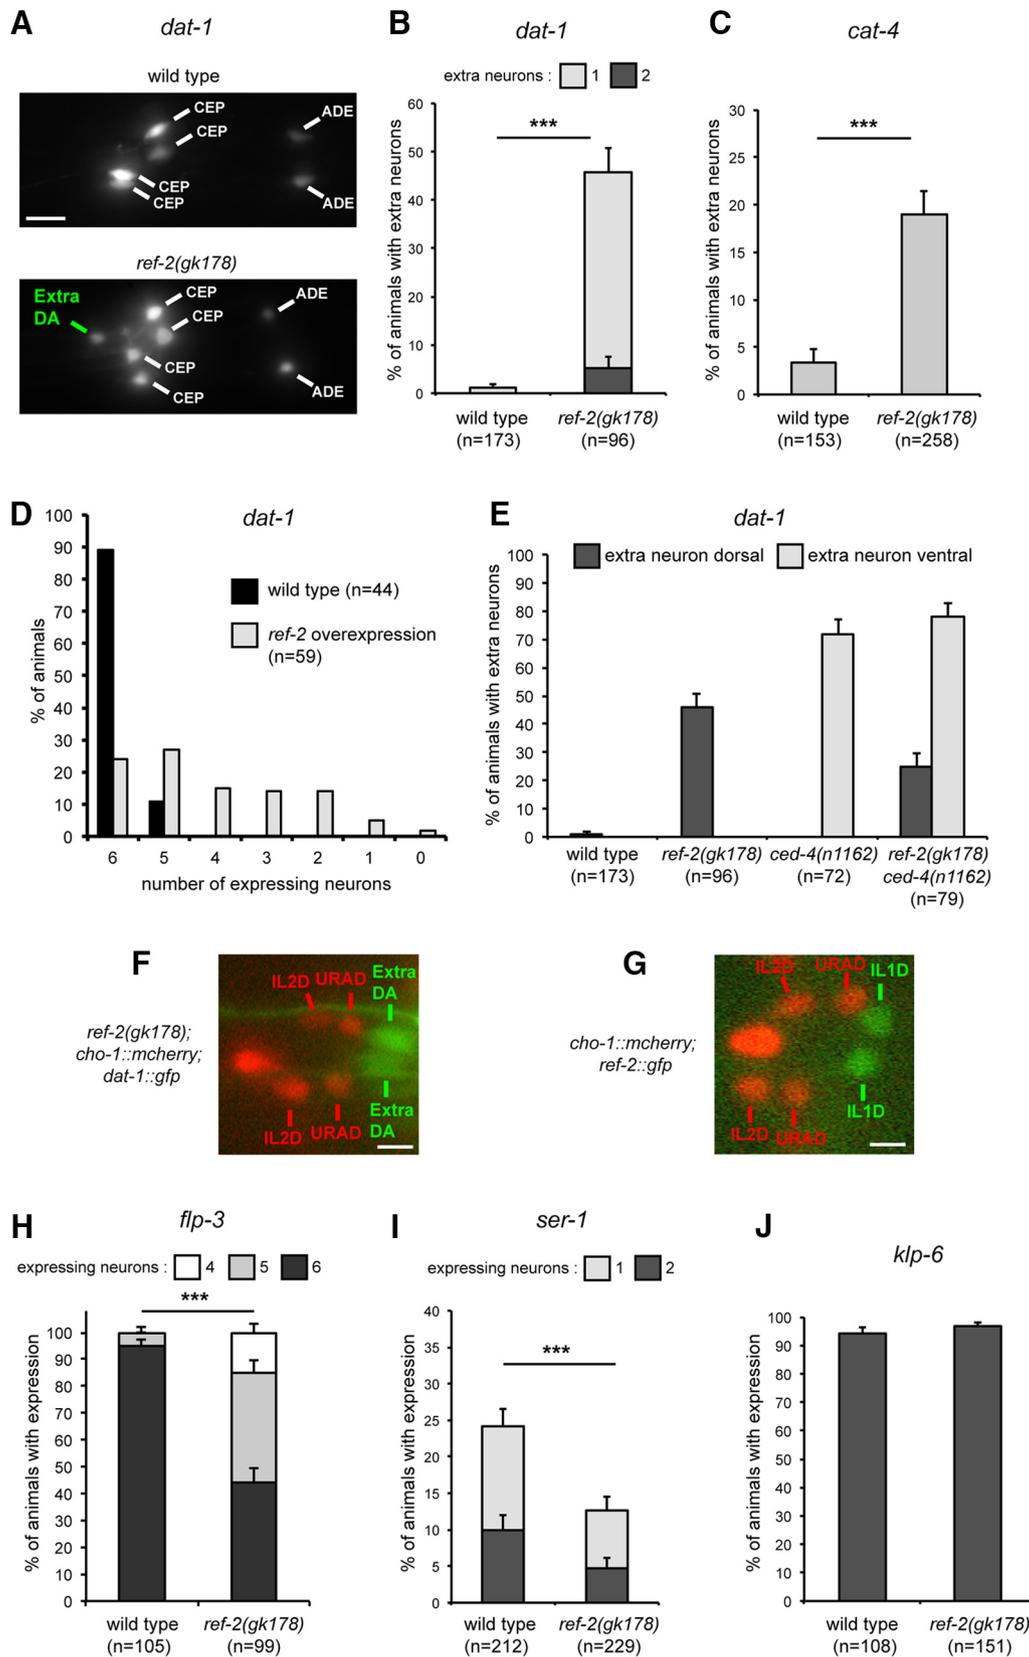 A
dat-1
wild type
CEP
CEP
CEP
CEP
ADE
ADE
ref-2(gk178)
Extra
DA
CEP
CEP
CEP
CEP
ADE
ADE
B
dat-1
extra neurons : 1 2
% of animals with extra neurons
60
50
40
30
20
10
0
***
wild type
(n=173)
ref-2(gk178)
(n=96)
C
cat-4
% of animals with extra neurons
30
25
20
15
10
5
0
***
wild type
(n=153)
ref-2(gk178)
(n=258)
D
dat-1
% of animals
100
90
80
70
60
50
40
30
20
10
0
wild type (n=44)
ref-2 overexpression
(n=59)
6 5 4 3 2 1 0
number of expressing neurons
E
dat-1
extra neuron dorsal extra neuron ventral
% of animals with extra neurons
100
90
80
70
60
50
40
30
20
10
0
wild type
(n=173)
ref-2(gk178)
(n=96)
ced-4(n1162)
(n=72)
ref-2(gk178)
ced-4(n1162)
(n=79)
F
ref-2(gk178);
cho-1::mcherry;
dat-1::gfp
IL2D URAD Extra
DA
IL2D URAD Extra
DA
G
cho-1::mcherry;
ref-2::gfp
IL2D URAD IL1D
IL1D
IL2D URAD
H
flp-3
expressing neurons : 4 5 6
% of animals with expression
100
90
80
70
60
50
40
30
20
10
0
***
wild type
(n=105)
ref-2(gk178)
(n=99)
I
ser-1
expressing neurons : 1 2
% of animals with expression
40
35
30
25
20
15
10
5
0
***
wild type
(n=212)
ref-2(gk178)
(n=229)
J
klp-6
% of animals with expression
100
90
80
70
60
50
40
30
20
10
0
wild type
(n=108)
ref-2(gk178)
(n=151)